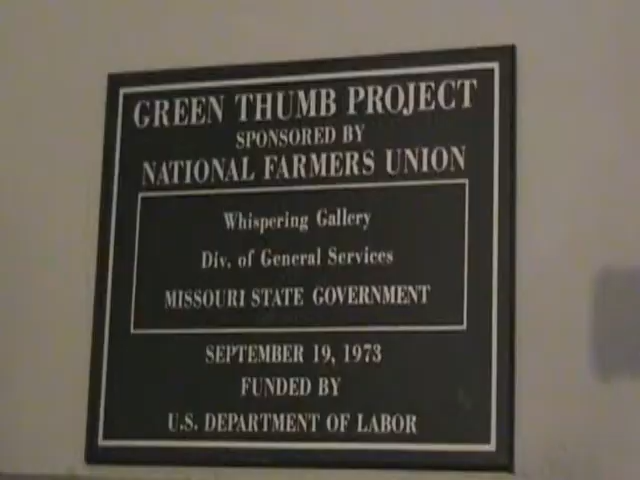 GREEN THUMB PROJECT
SPONSORED BY
NATIONAL FARMERS UNION
Whispering Gallery
Div. of General Services
MISSOURI STATE GOVERNMENT
SEPTEMBER 19, 1973
FUNDED BY
U.S. DEPARTMENT OF LABOR